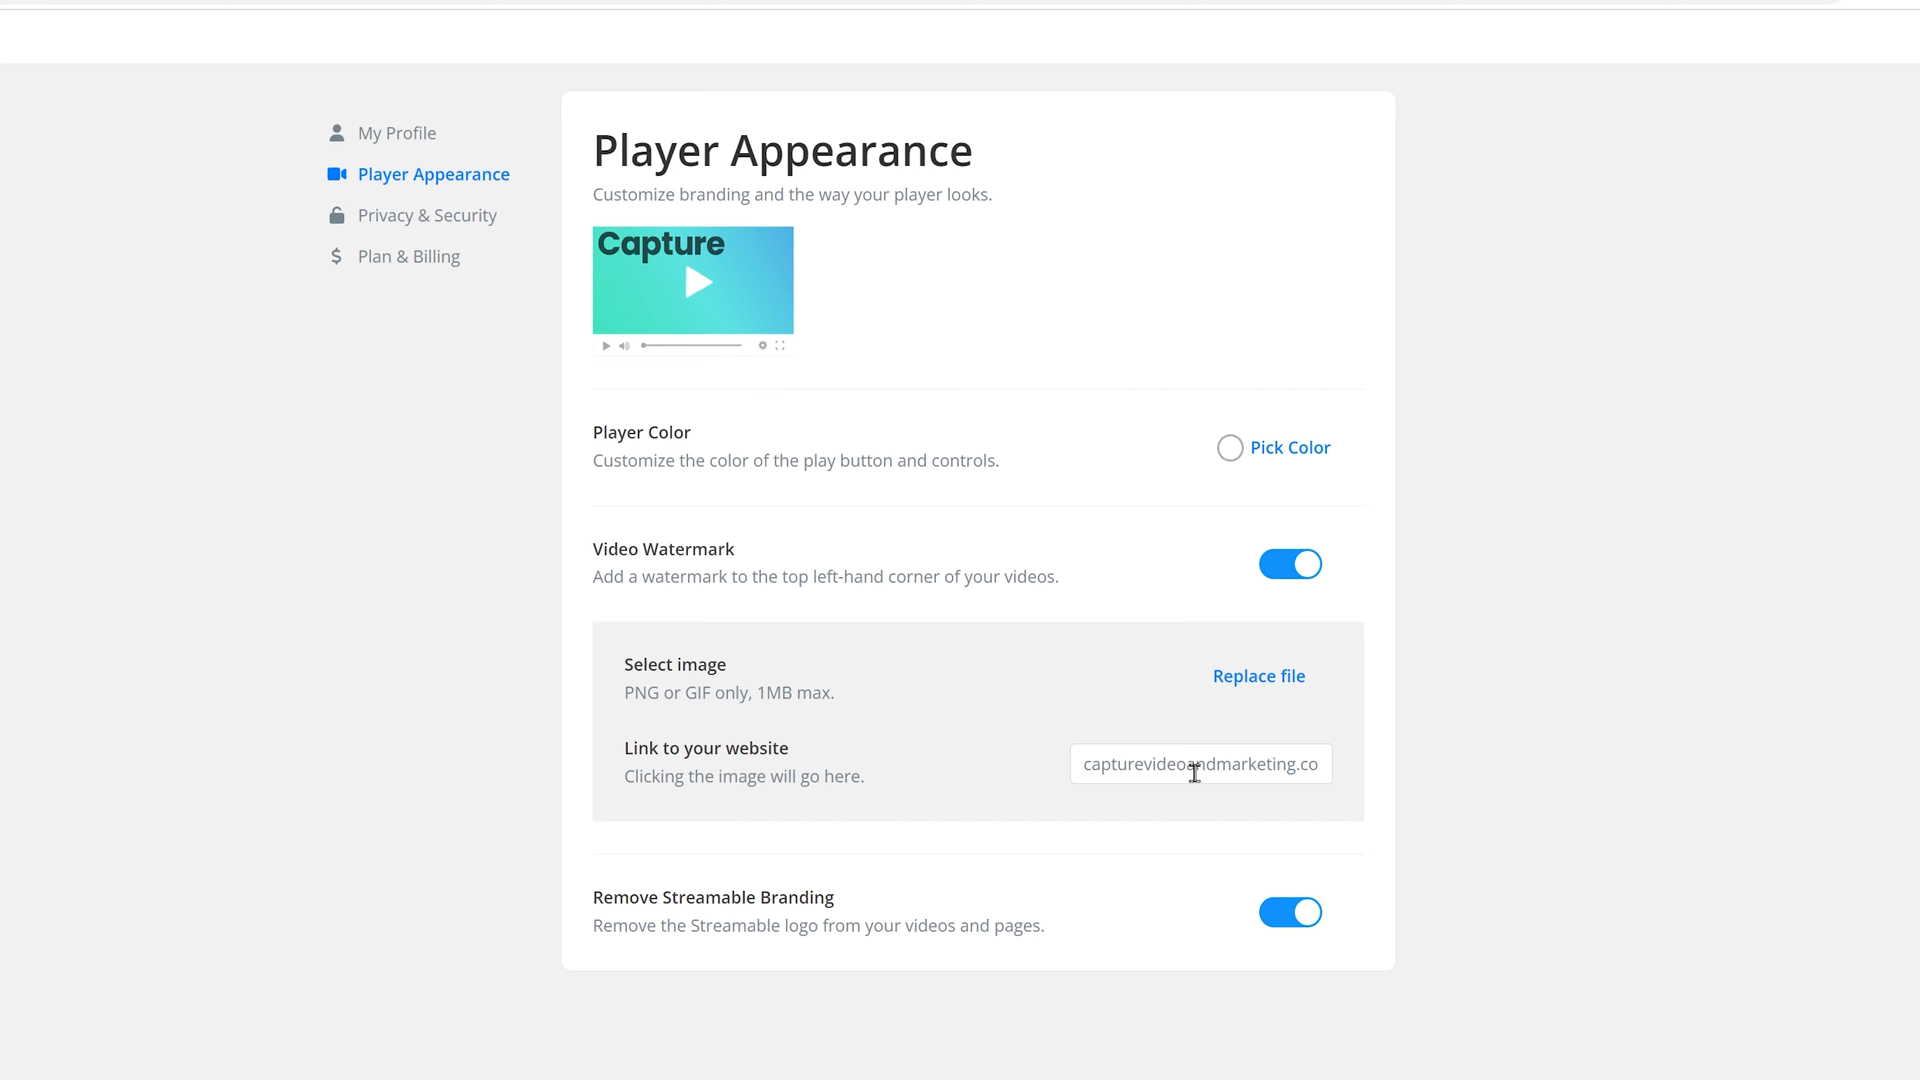 My Profile
Player Appearance
Privacy & Security
Plan & Billing
Player Appearance
Customize branding and the way your player looks.
Capture
Player Color
Customize the color of the play button and controls.
Pick Color
Video Watermark
Add a watermark to the top left-hand corner of your videos.
Select image
PNG or GIF only, 1MB max.
Replace file
Link to your website
Clicking the image will go here.
capturevideoandmarketing.co
Remove Streamable Branding
Remove the Streamable logo from your videos and pages.